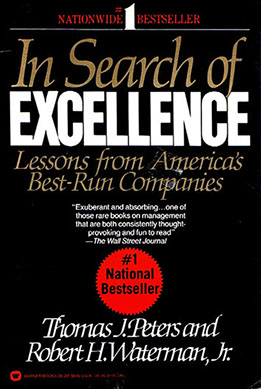 #
NATIONWIDE 1 BESTSELLER
In Search of
EXCELLENCE
Lessons from America's
Best-Run Companies
"Exuberant and absorbing...one of
those rare books on management
that are both consistently thought-
provoking and fun to read"
—The Wall Street Journal
#1
National
Bestseller
Thomas J. Peters and
Robert H. Waterman, Jr.